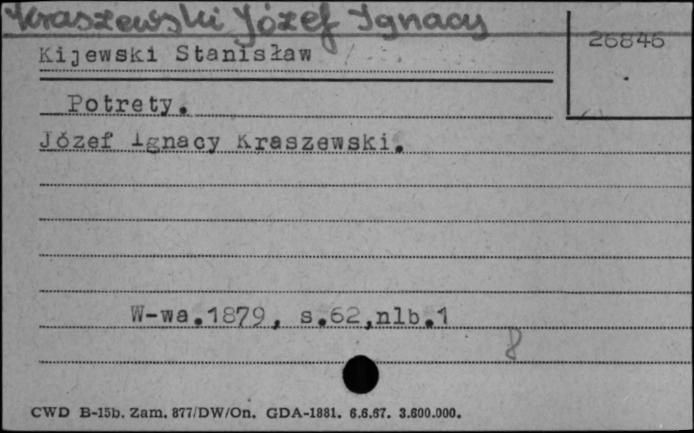 Kraszewski Józef Ignacy
26846
Kijewski Stanisław
Potrety.
Józef Ignacy Kraszewski.
W-wa.1879, s.62,nlb.1
8
CWD B-15b. Zam. 877/DW/On. GDA-1881. 6.6.67. 3.600.000.